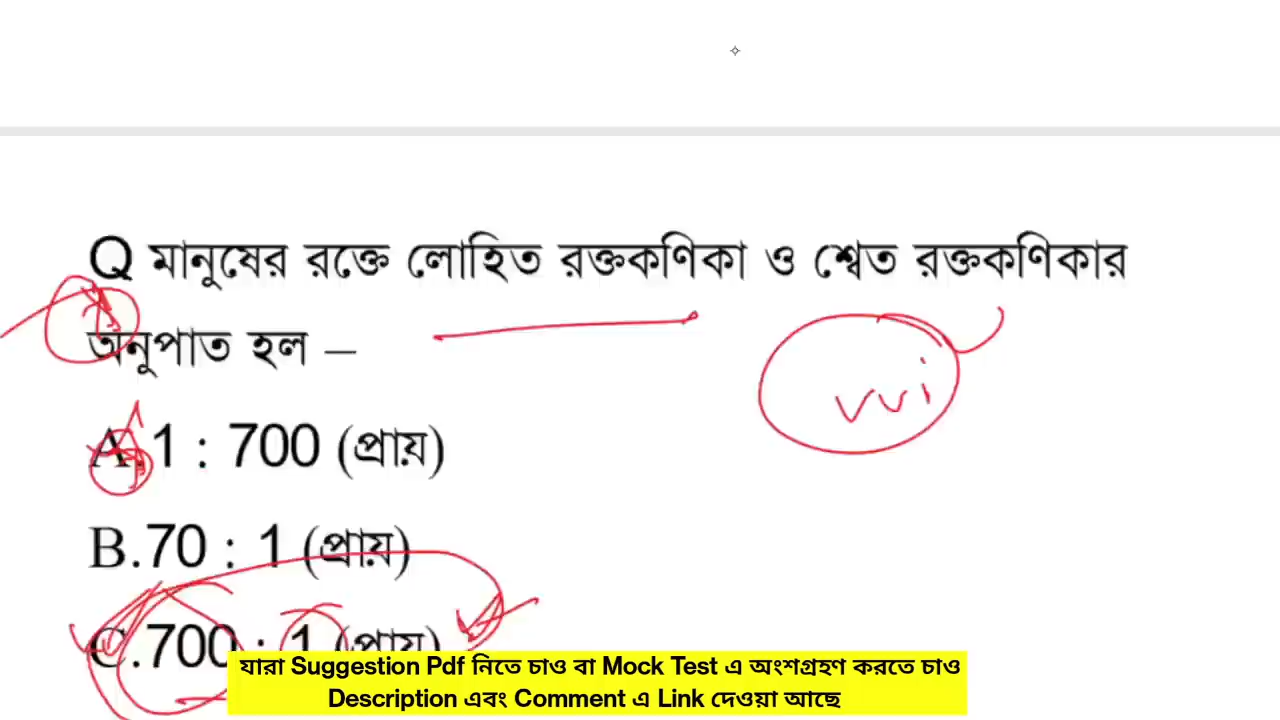 Q মানুষের রক্তে লোহিত রক্তকণিকা ও শ্বেত রক্তকণিকার
অনুপাত হল –
vvi
A.1 : 700 (প্রায়)
B.70 : 1 (প্রায়)
C.700 : 1 (প্রায়)
যারা Suggestion Pdf নিতে চাও বা Mock Test এ অংশগ্রহণ করতে চাও
Description এবং Comment এ Link দেওয়া আছে